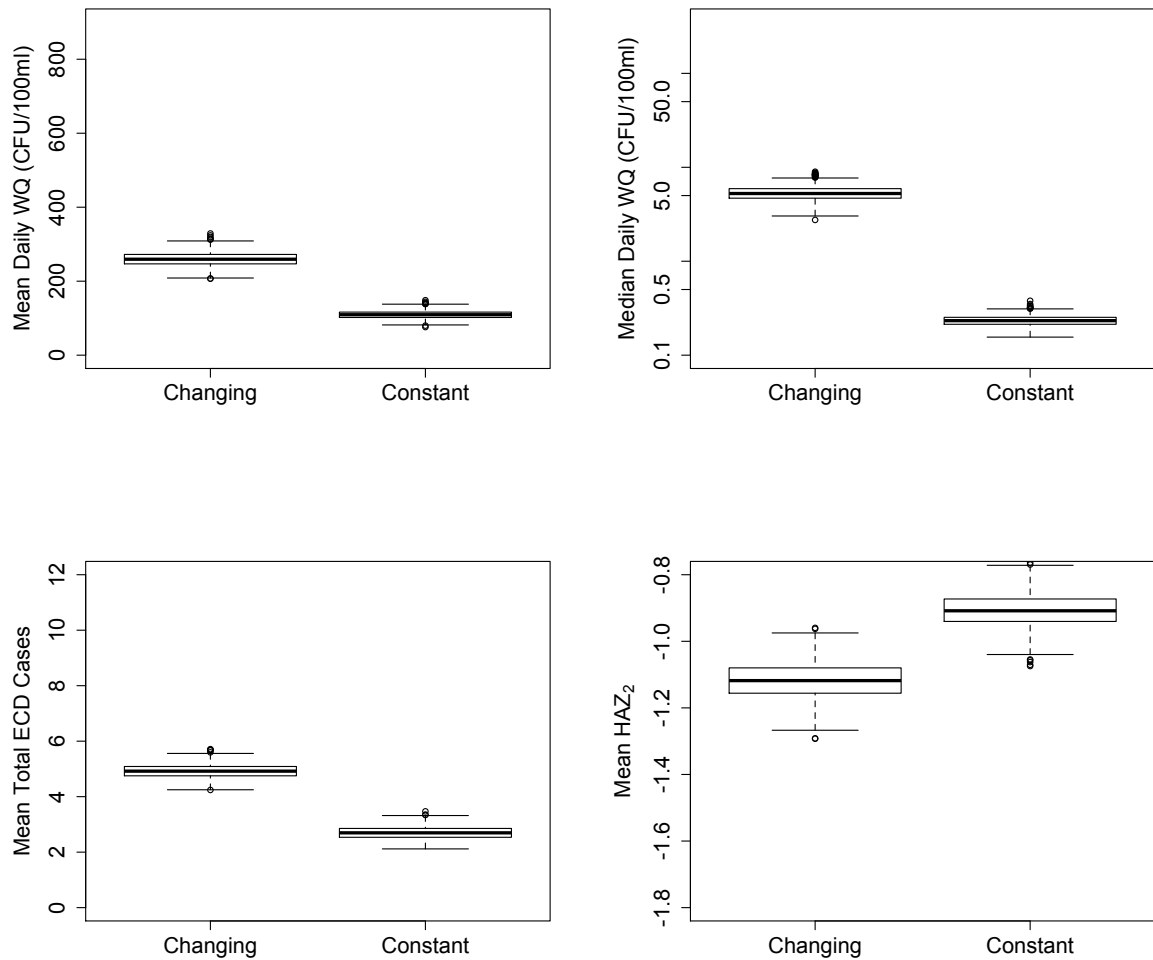 Mean Daily WQ (CFU/100ml)
0 200 400 600 800
Changing Constant
Median Daily WQ (CFU/100ml)
0.1 0.5 5.0 50.0
Changing Constant
Mean Total ECD Cases
0 2 4 6 8 10 12
Changing Constant
Mean HAZ2
-1.8 -1.6 -1.4 -1.2 -1.0 -0.8
Changing Constant